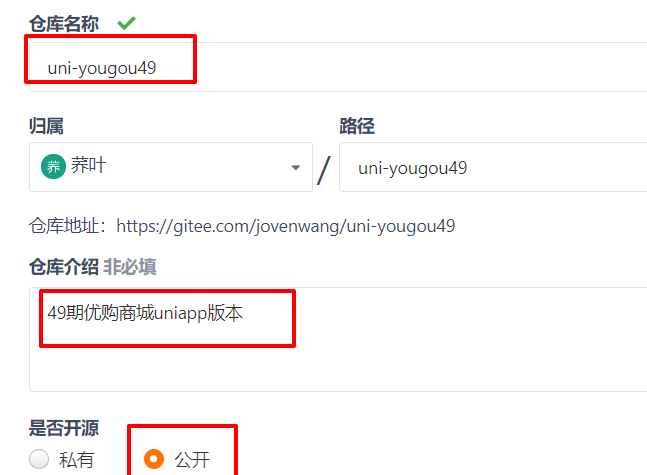 仓库名称
uni-yougou49
归属 路径
荞 荞叶 / uni-yougou49
仓库地址：https://gitee.com/jovenwang/uni-yougou49
仓库介绍 非必填
49期优购商城uniapp版本
是否开源
私有 公开